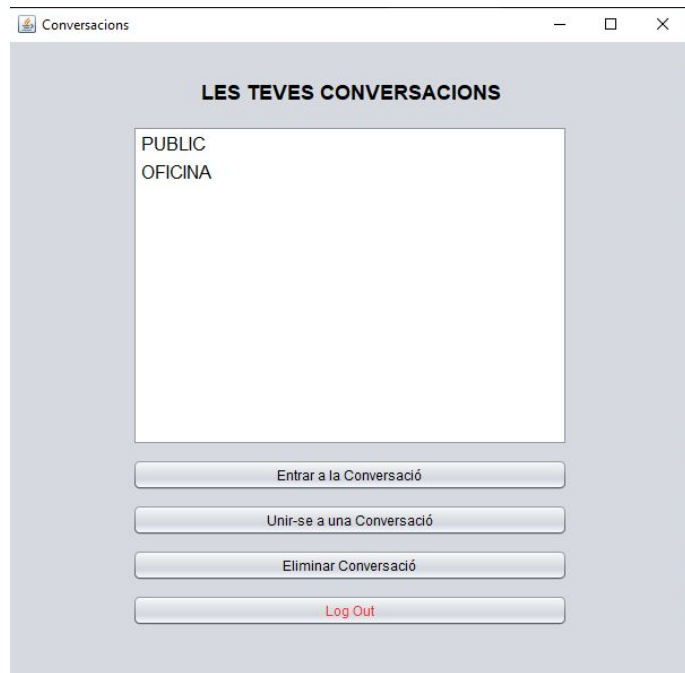 Conversacions
LES TEVES CONVERSACIONS
PUBLIC
OFICINA
Entrar a la Conversació
Unir-se a una Conversació
Eliminar Conversació
Log Out